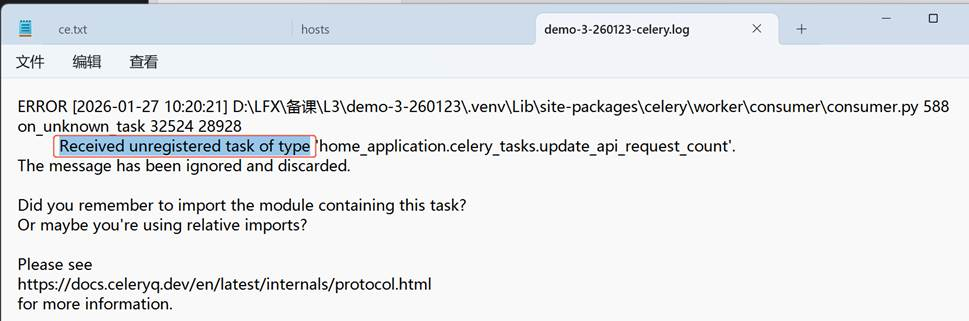 ce.txt
hosts
demo-3-260123-celery.log
文件 编辑 查看
ERROR [2026-01-27 10:20:21] D:\LFX\备课\L3\demo-3-260123\.venv\Lib\site-packages\celery\worker\consumer\consumer.py 588
on_unknown_task 32524 28928
Received unregistered task of type 'home_application.celery_tasks.update_api_request_count'.
The message has been ignored and discarded.
Did you remember to import the module containing this task?
Or maybe you're using relative imports?
Please see
https://docs.celeryq.dev/en/latest/internals/protocol.html
for more information.